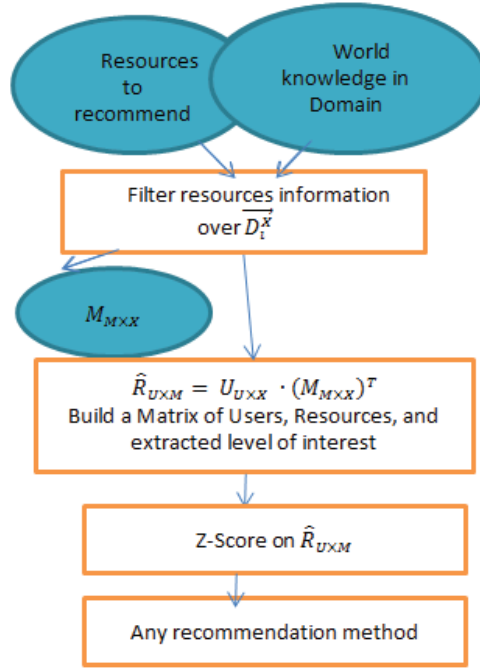 Resources
to
recommend
World
knowledge in
Domain
Filter resources information
over $\overrightarrow{D_i^X}$
$M_{M \times X}$
$\hat{R}_{U \times M} = U_{U \times X} \cdot (M_{M \times X})^T$
Build a Matrix of Users, Resources, and
extracted level of interest
Z-Score on $\hat{R}_{U \times M}$
Any recommendation method